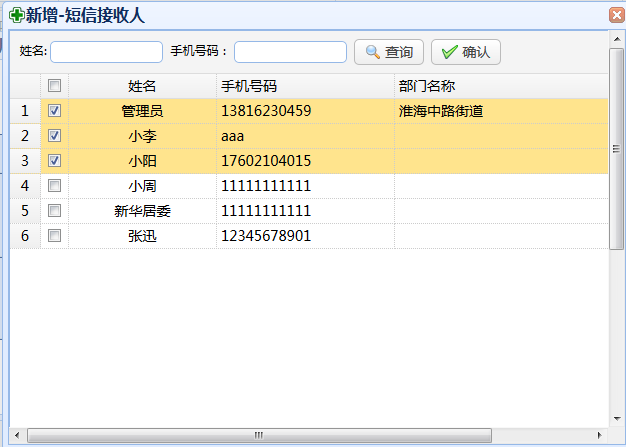 新增-短信接收人
姓名: 手机号码： 查询 确认
姓名 手机号码 部门名称
1 管理员 13816230459 淮海中路街道
2 小李 aaa
3 小阳 17602104015
4 小周 11111111111
5 新华居委 11111111111
6 张迅 12345678901